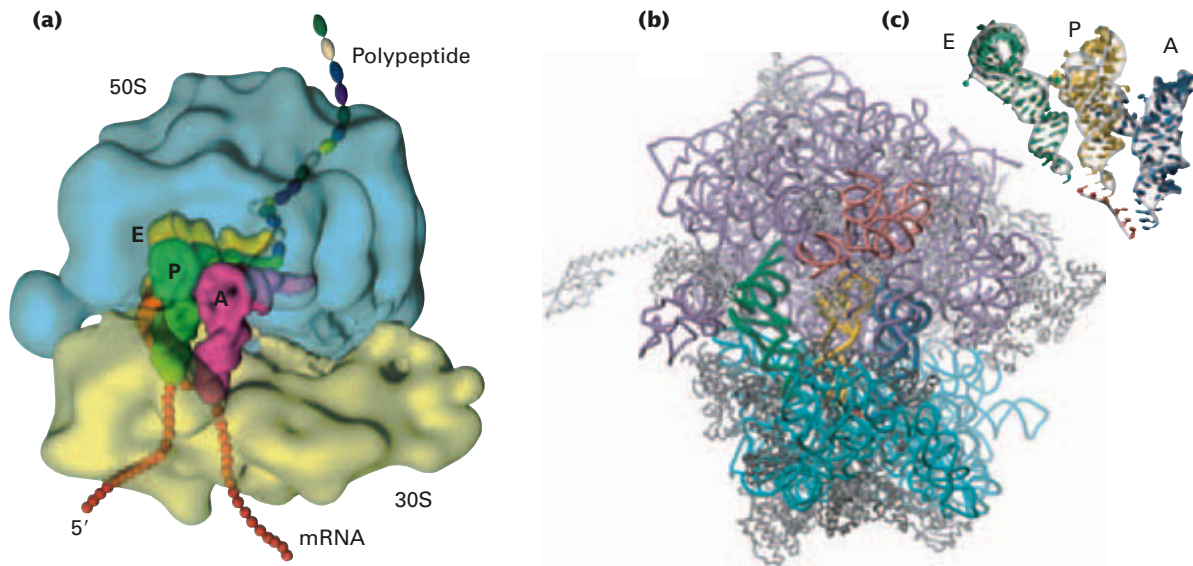 (a)
Polypeptide
50S
E
P
A
30S
5′
mRNA
(b)
(c)
E
P
A